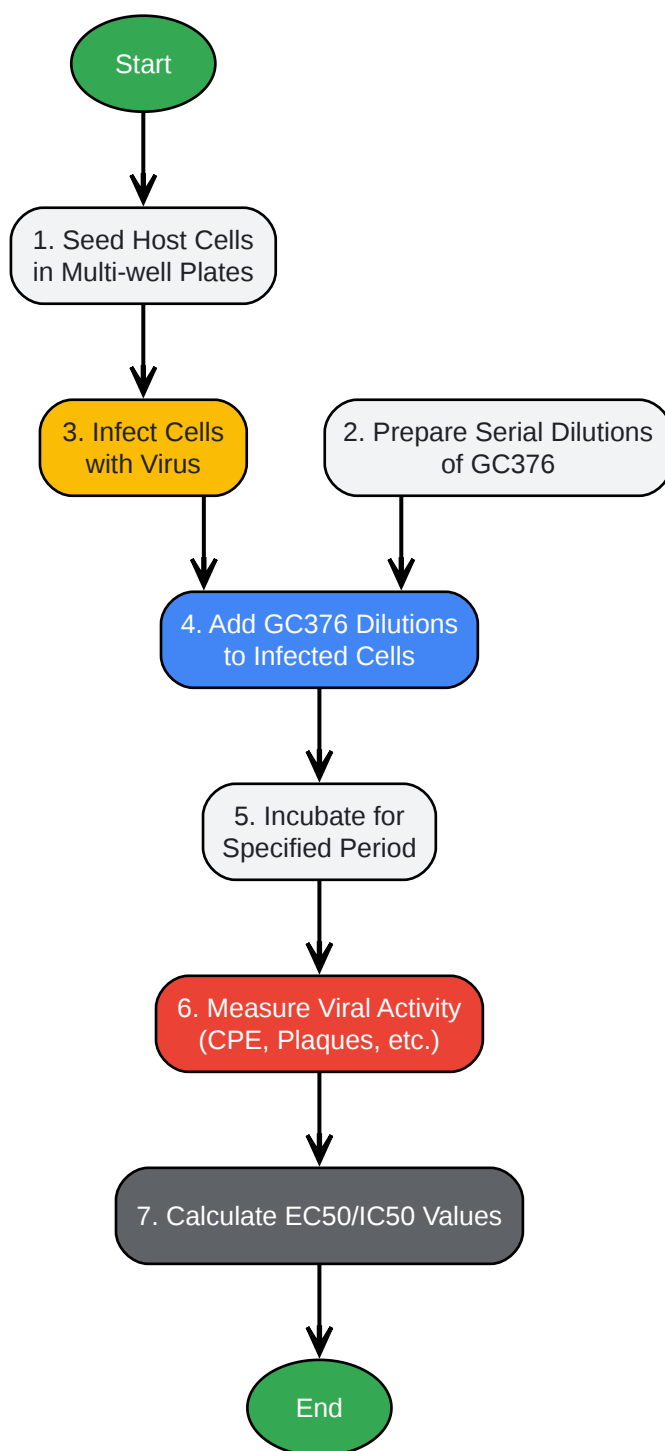 Start
1. Seed Host Cells
in Multi-well Plates
3. Infect Cells
with Virus
2. Prepare Serial Dilutions
of GC376
4. Add GC376 Dilutions
to Infected Cells
5. Incubate for
Specified Period
6. Measure Viral Activity
(CPE, Plaques, etc.)
7. Calculate EC50/IC50 Values
End